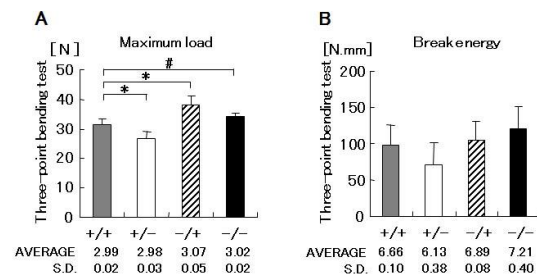 A
B
[N]
Maximum load
[N.mm]
Break energy
Three-point bending test
50
40
30
20
10
0
#
*
*
+/+ +/− −/+ −/−
AVERAGE 2.99 2.98 3.07 3.02
S.D. 0.02 0.03 0.05 0.02
Three-point bending test
200
150
100
50
0
+/+ +/− −/+ −/−
AVERAGE 6.66 6.13 6.89 7.21
S.D. 0.10 0.38 0.08 0.40